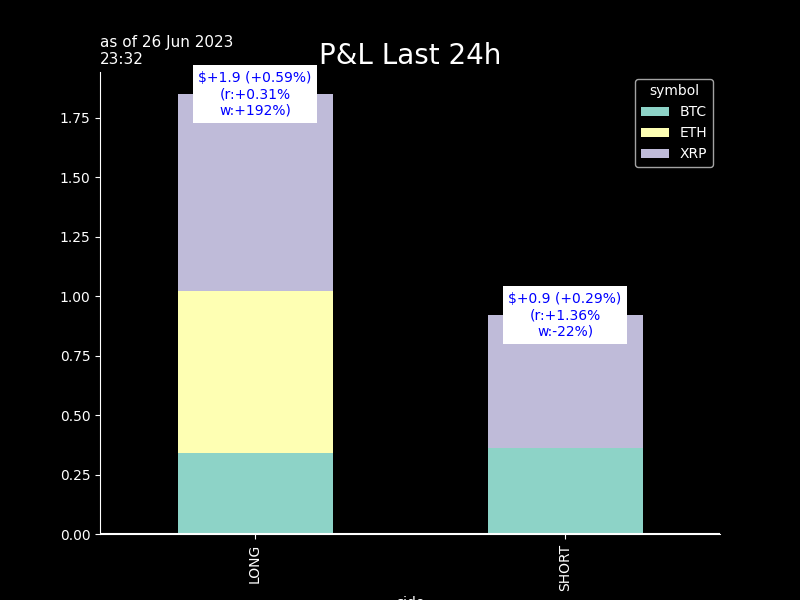 as of 26 Jun 2023
23:32
P&L Last 24h
$+1.9 (+0.59%)
(r:+0.31%
w:+192%)
symbol
BTC
ETH
XRP
1.75
1.50
1.25
1.00
0.75
0.50
0.25
0.00
$+0.9 (+0.29%)
(r:+1.36%
w:-22%)
LONG
SHORT